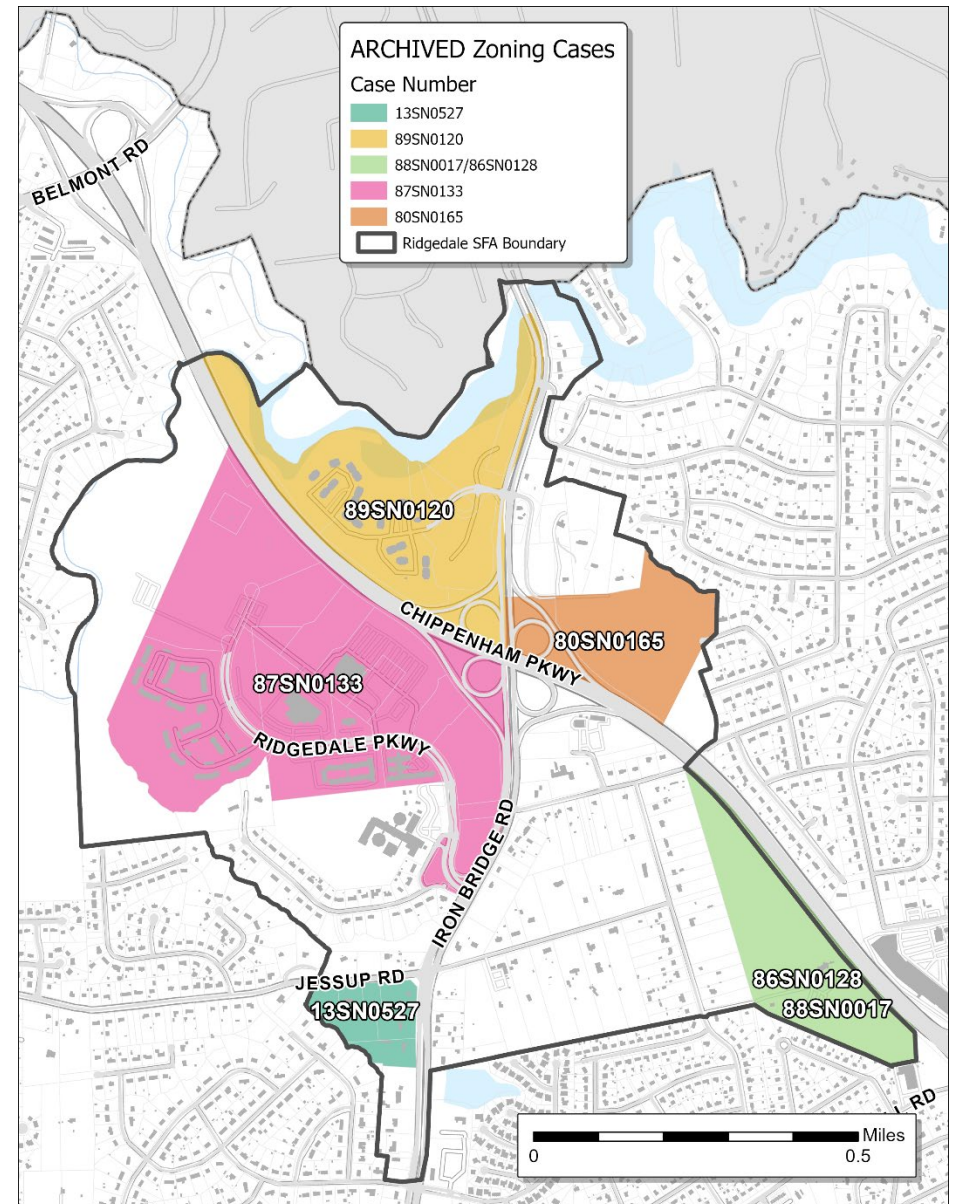 ARCHIVED Zoning Cases
Case Number
13SN0527
89SN0120
88SN0017/86SN0128
87SN0133
80SN0165
Ridgedale SFA Boundary
BELMONT RD
89SN0120
CHIPPENHAM PKWY
80SN0165
87SN0133
RIDGEDALE PKWY
IRON BRIDGE RD
JESSUP RD
13SN0527
86SN0128
88SN0017
RD
Miles
0
0.5